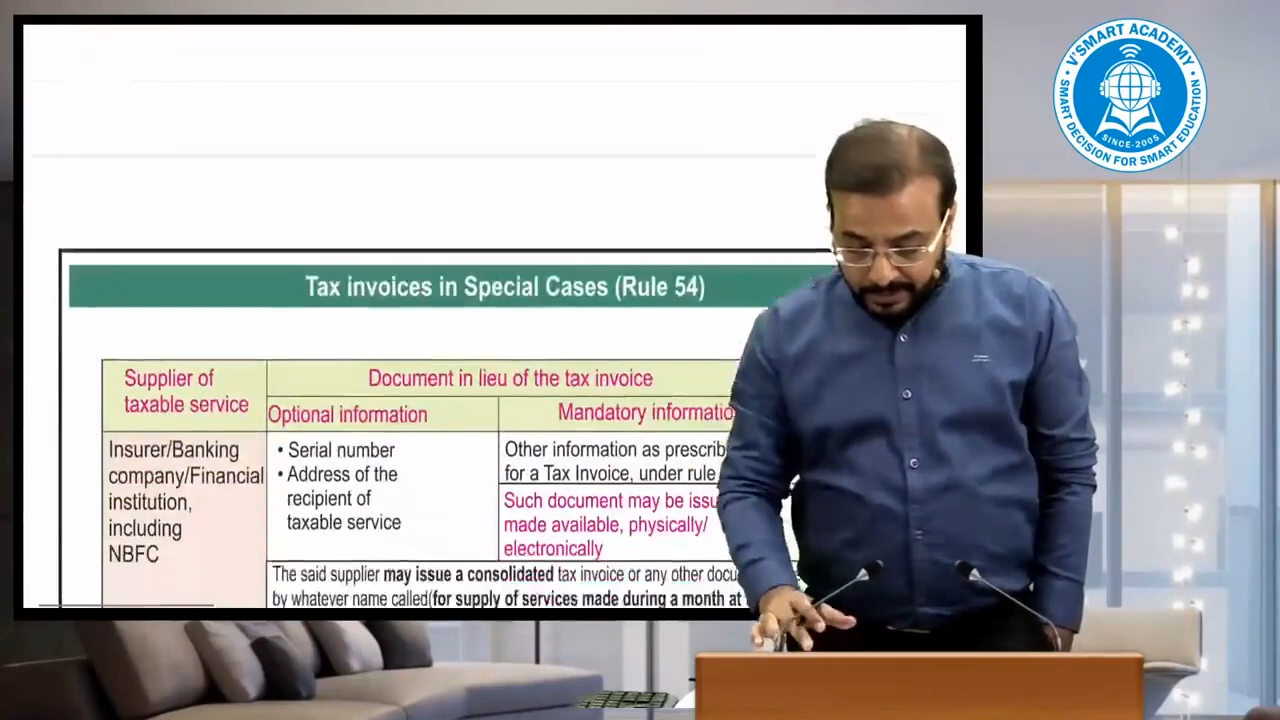 V'SMART ACADEMY
SINCE-2005
SMART DECISION FOR SMART EDUCATION
Tax invoices in Special Cases (Rule 54)
Supplier of
taxable service
Document in lieu of the tax invoice
Optional information
Mandatory informatio
Insurer/Banking
company/Financial
institution,
including
NBFC
• Serial number
• Address of the
recipient of
taxable service
Other information as prescrib
for a Tax Invoice, under rule
Such document may be issu
made available, physically/
electronically
The said supplier may issue a consolidated tax invoice or any other docu
by whatever name called(for supply of services made during a month at